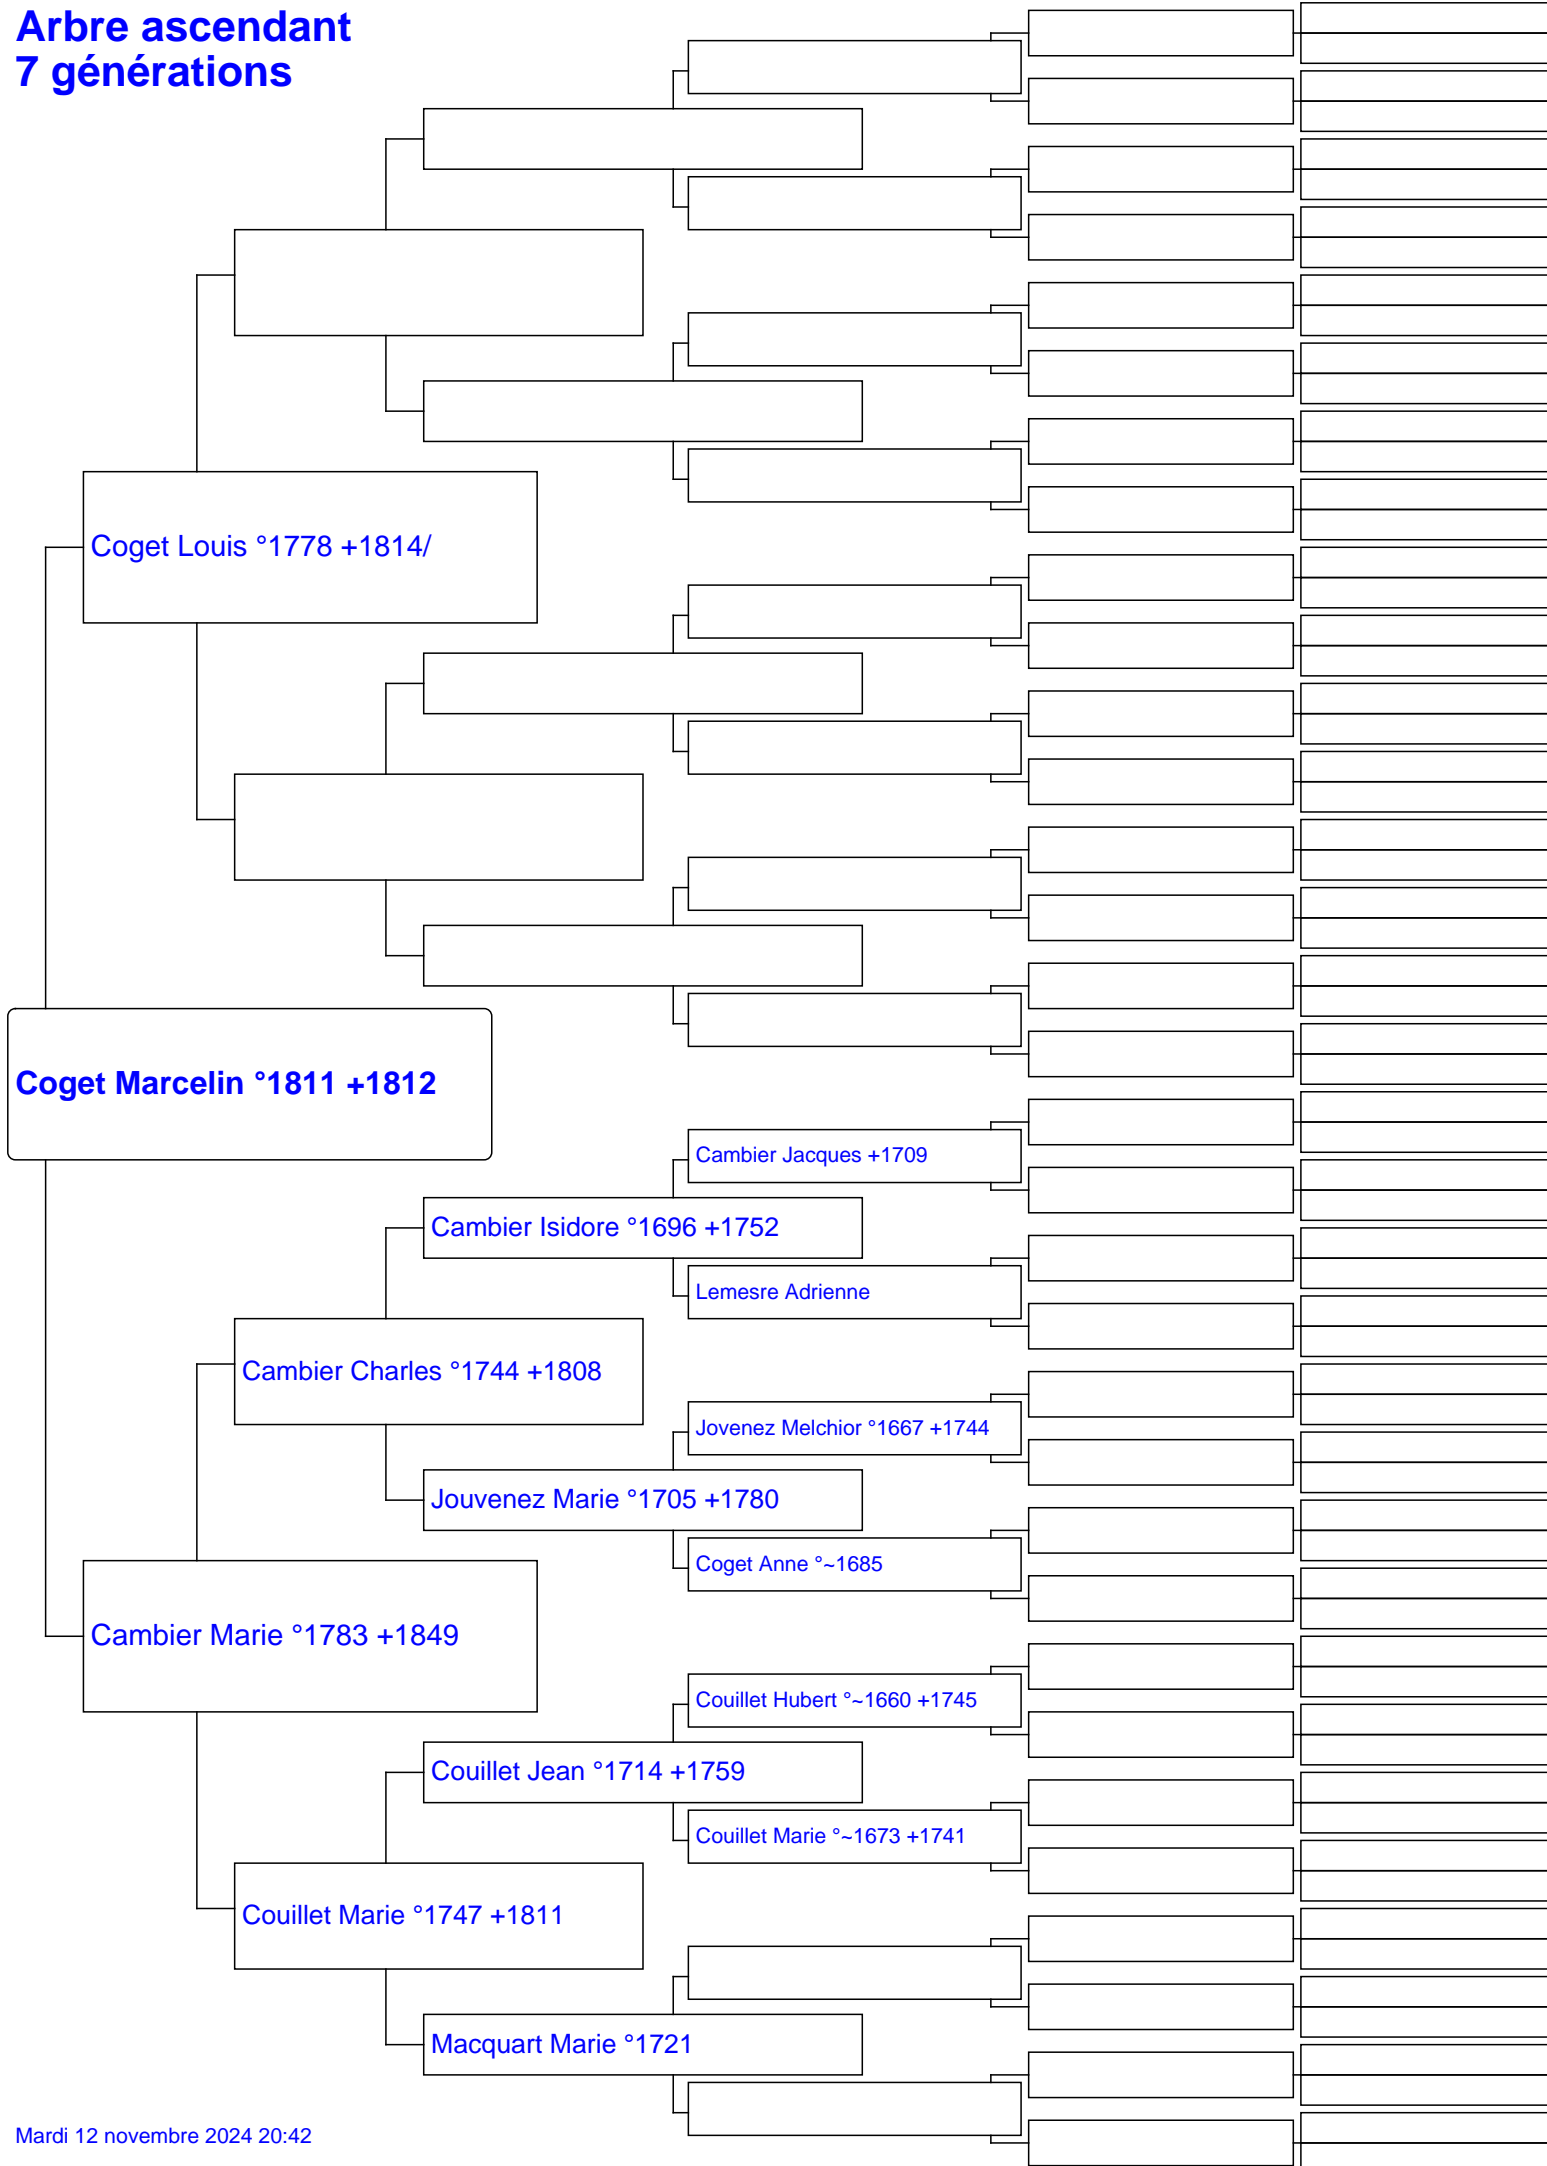 Arbre ascendant
7 générations
Coget Louis °1778 +1814/
Coget Marcelin °1811 +1812
Cambier Jacques +1709
Cambier Isidore °1696 +1752
Lemesre Adrienne
Cambier Charles °1744 +1808
Jovenez Melchior °1667 +1744
Jouvenez Marie °1705 +1780
Coget Anne °~1685
Cambier Marie °1783 +1849
Couillet Hubert °~1660 +1745
Couillet Jean °1714 +1759
Couillet Marie °~1673 +1741
Couillet Marie °1747 +1811
Macquart Marie °1721
Mardi 12 novembre 2024 20:42